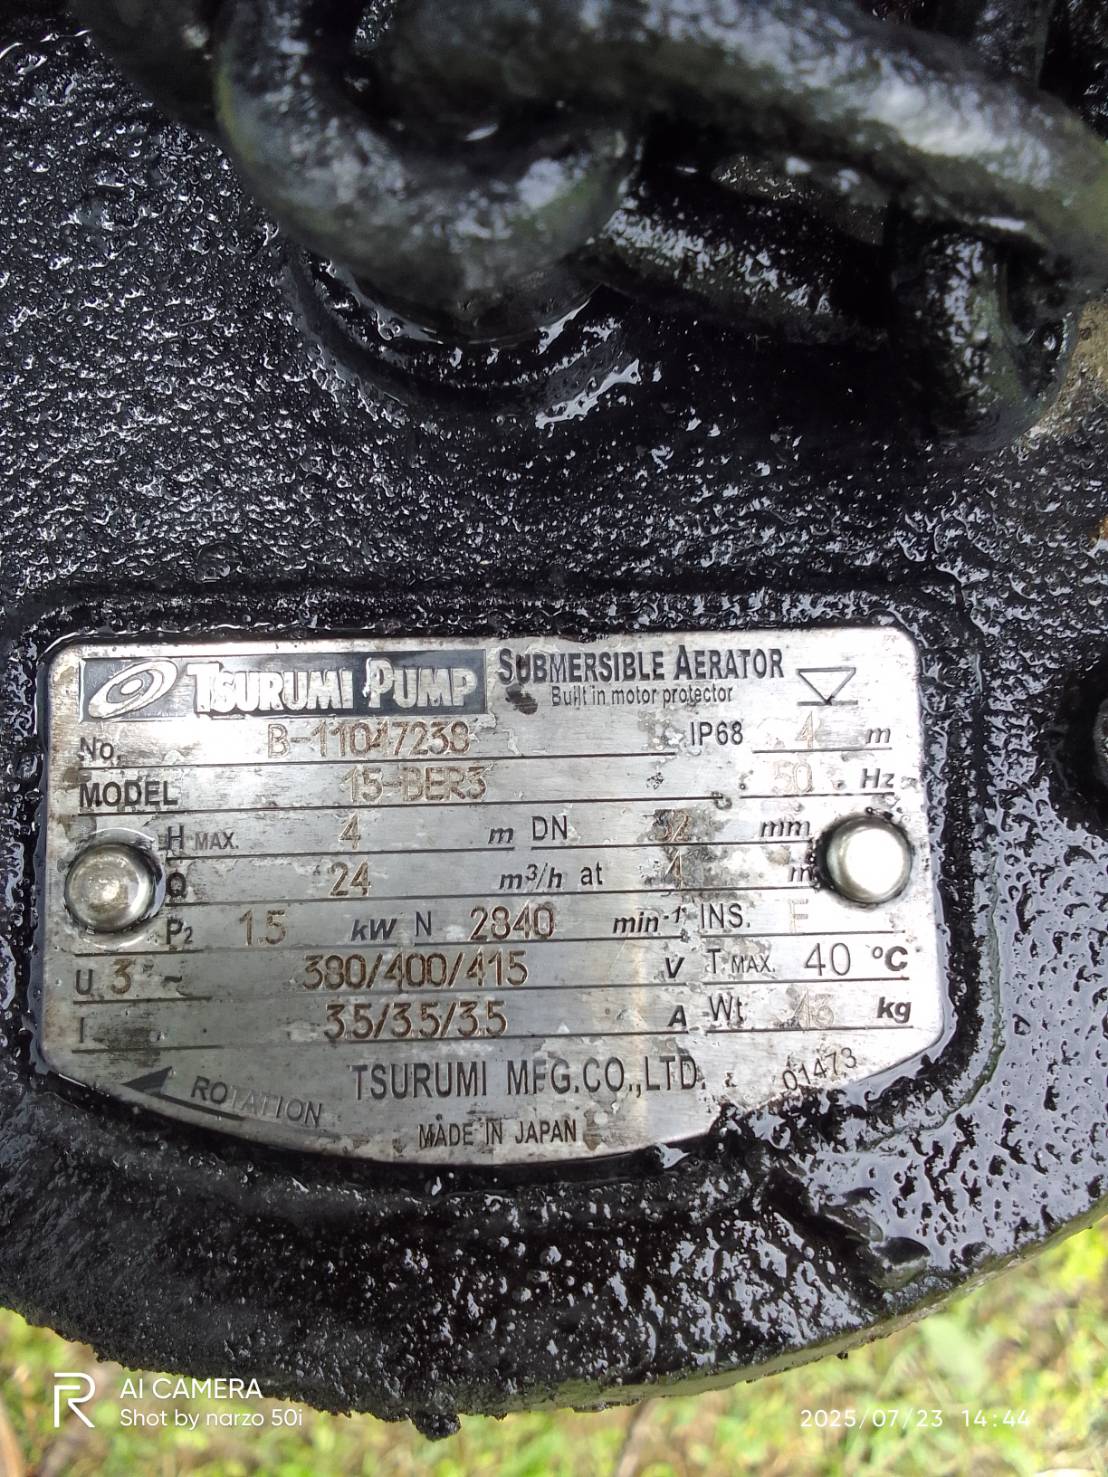 TSURUMI PUMP SUBMERSIBLE AERATOR
Built in motor protector
No. B-11047238 IP68 4 m
MODEL 15-BER3 50 Hz
H MAX. 4 m DN 32 mm
Q 24 m³/h at 4 m
P2 1.5 kW N 2840 min-1 INS. F
U 3 ~ 380/400/415 V T MAX. 40 °C
I 3.5/3.5/3.5 A Wt kg
TSURUMI MFG.CO.,LTD. 01473
ROTATION
MADE IN JAPAN
AI CAMERA
Shot by narzo 50i
2025/07/23 14:44